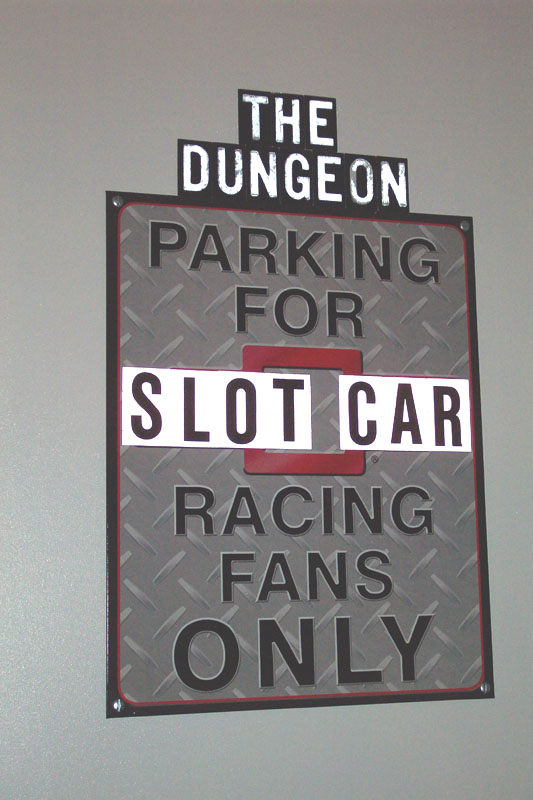 THE
DUNGEON
PARKING
FOR
SLOT CAR
®
RACING
FANS
ONLY